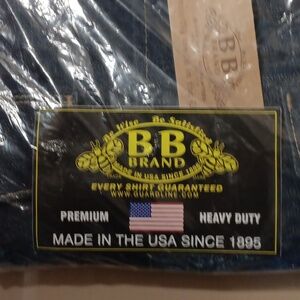 Be Wise Be Satisfied
BB
BRAND
MADE IN USA SINCE 1895
EVERY SHIRT GUARANTEED
WWW.GUARDLINE.COM
PREMIUM
HEAVY DUTY
MADE IN THE USA SINCE 1895
BB